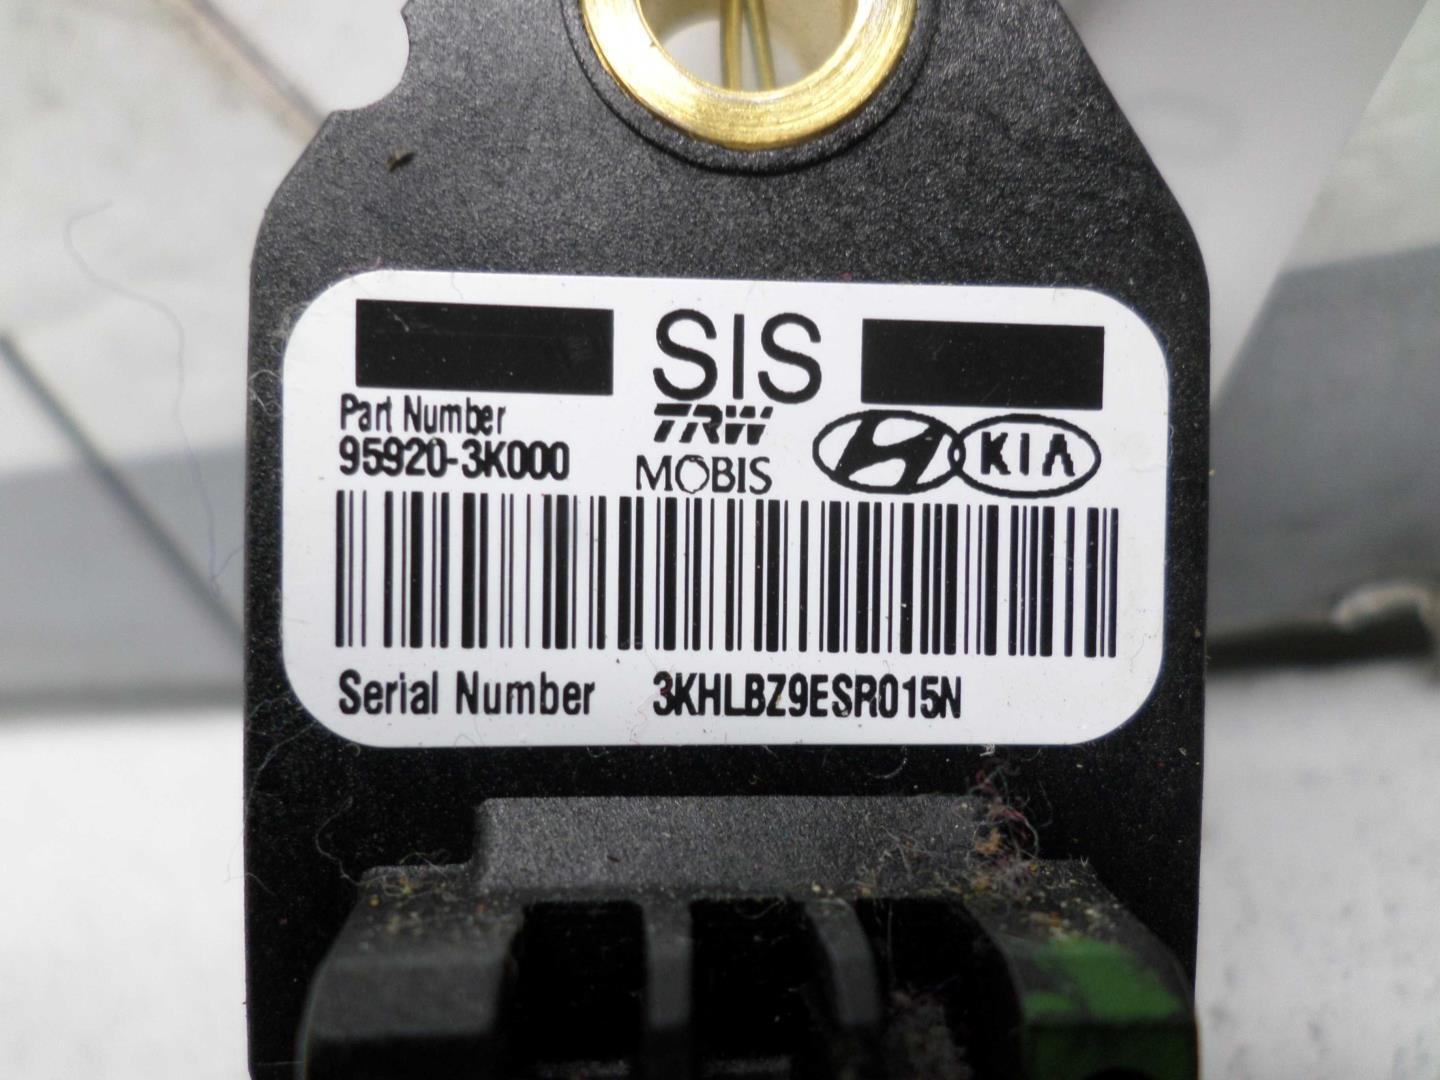 SIS
Part Number
95920-3K000
TRW
MOBIS
KIA
Serial Number 3KHLBZ9ESR015N